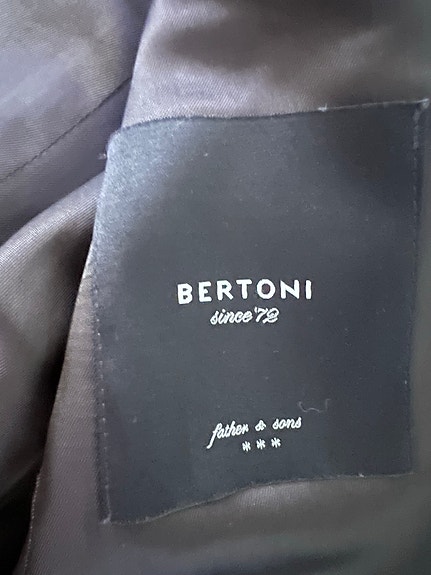 BERTONI
since '72
father & sons
***